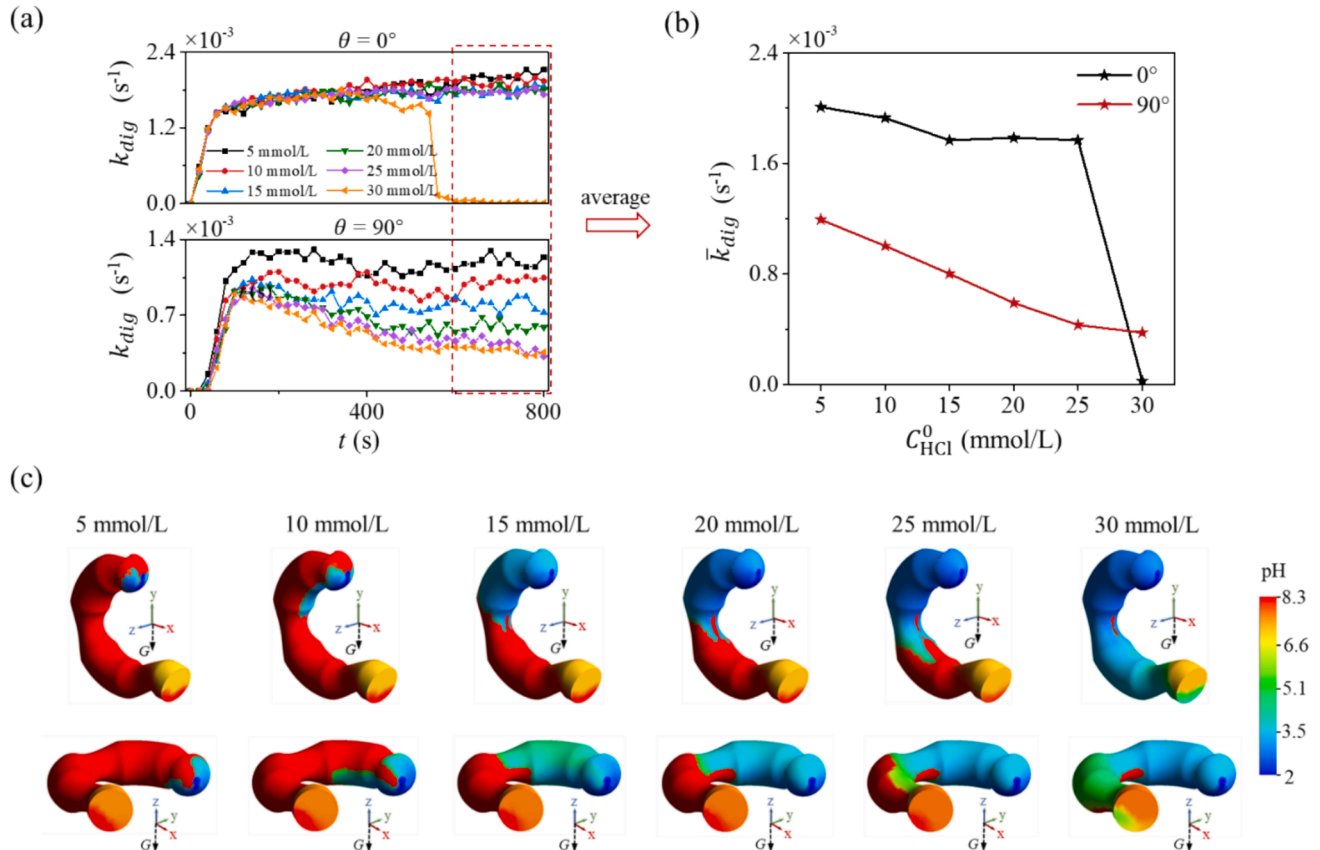 (a)
×10⁻³
θ = 0°
2.4
1.2
0.0
k_dig (s⁻¹)
5 mmol/L
10 mmol/L
15 mmol/L
20 mmol/L
25 mmol/L
30 mmol/L
×10⁻³
θ = 90°
1.4
0.7
0.0
k_dig (s⁻¹)
0
400
800
t (s)
average
(b)
×10⁻³
2.4
1.6
0.8
0.0
k̄_dig (s⁻¹)
0°
90°
5
10
15
20
25
30
C⁰_HCl (mmol/L)
(c)
5 mmol/L
10 mmol/L
15 mmol/L
20 mmol/L
25 mmol/L
30 mmol/L
y
z
x
G
y
z
x
G
y
z
x
G
y
z
x
G
y
z
x
G
y
z
x
G
pH
8.3
6.6
5.1
3.5
2
z
y
x
G
z
y
x
G
z
y
x
G
z
y
x
G
z
y
x
G
z
y
x
G